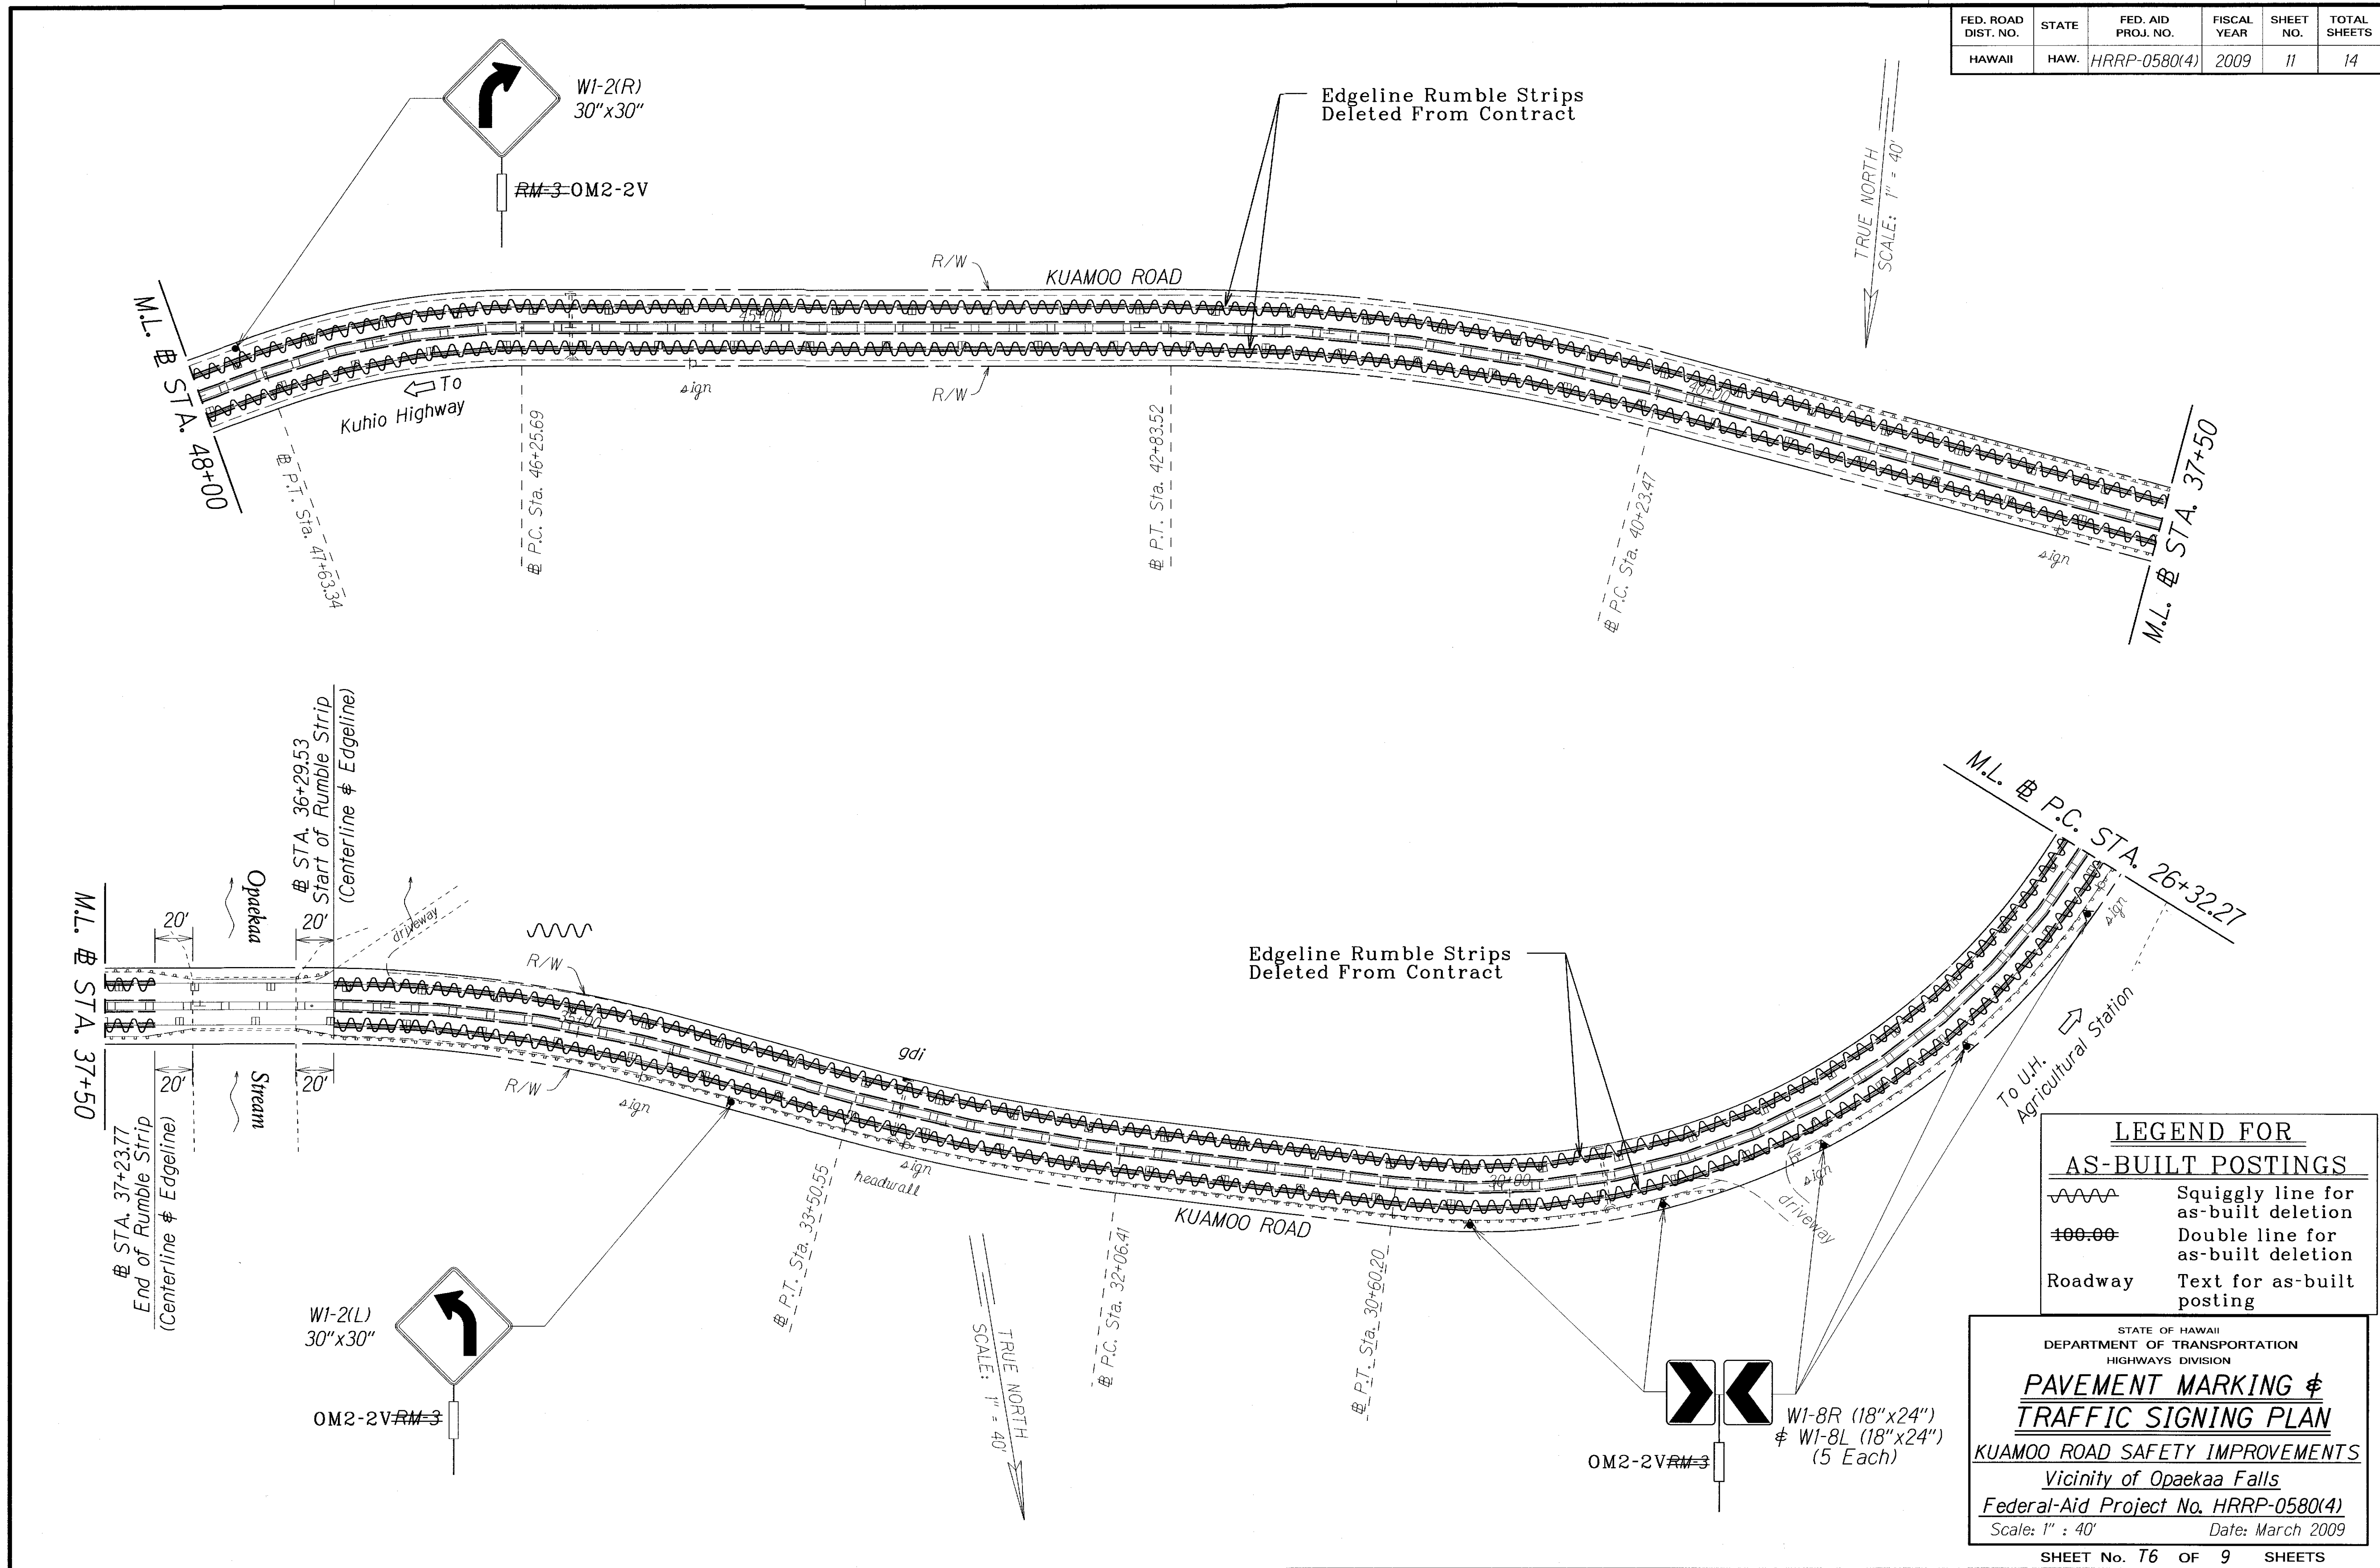 FED. ROAD DIST. NO.
STATE
FED. AID PROJ. NO.
FISCAL YEAR
SHEET NO.
TOTAL SHEETS
HAWAII
HAW.
HRRP-0580(4)
2009
11
14
W1-2(R)
30"x30"
RM-3 OM2-2V
Edgeline Rumble Strips
Deleted From Contract
TRUE NORTH
SCALE: 1" = 40'
R/W
KUAMOO ROAD
45+00
40+00
M.L. ⅊ STA. 48+00
To
Kuhio Highway
sign
R/W
⅊ P.T. Sta. 47+63.34
⅊ P.C. Sta. 46+25.69
⅊ P.T. Sta. 42+83.52
⅊ P.C. Sta. 40+23.47
sign
M.L. ⅊ STA. 37+50
⅊ STA. 36+29.53
Start of Rumble Strip
(Centerline & Edgeline)
M.L. ⅊ STA. 37+50
20'
Opaekaa
20'
driveway
R/W
35+00
20'
Stream
20'
R/W
sign
gdi
sign
headwall
⅊ STA. 37+23.77
End of Rumble Strip
(Centerline & Edgeline)
Edgeline Rumble Strips
Deleted From Contract
M.L. ⅊ P.C. STA. 26+32.27
sign
To U.H.
Agricultural Station
30+00
sign
driveway
KUAMOO ROAD
⅊ P.T. Sta. 33+50.55
⅊ P.C. Sta. 32+06.41
⅊ P.T. Sta. 30+60.20
W1-2(L)
30"x30"
OM2-2V RM-3
TRUE NORTH
SCALE: 1" = 40'
W1-8R (18"x24")
& W1-8L (18"x24")
(5 Each)
OM2-2V RM-3
LEGEND FOR
AS-BUILT POSTINGS
Squiggly line for
as-built deletion
100.00 Double line for
as-built deletion
Roadway Text for as-built
posting
STATE OF HAWAII
DEPARTMENT OF TRANSPORTATION
HIGHWAYS DIVISION
PAVEMENT MARKING &
TRAFFIC SIGNING PLAN
KUAMOO ROAD SAFETY IMPROVEMENTS
Vicinity of Opaekaa Falls
Federal-Aid Project No. HRRP-0580(4)
Scale: 1" : 40' Date: March 2009
SHEET No. T6 OF 9 SHEETS